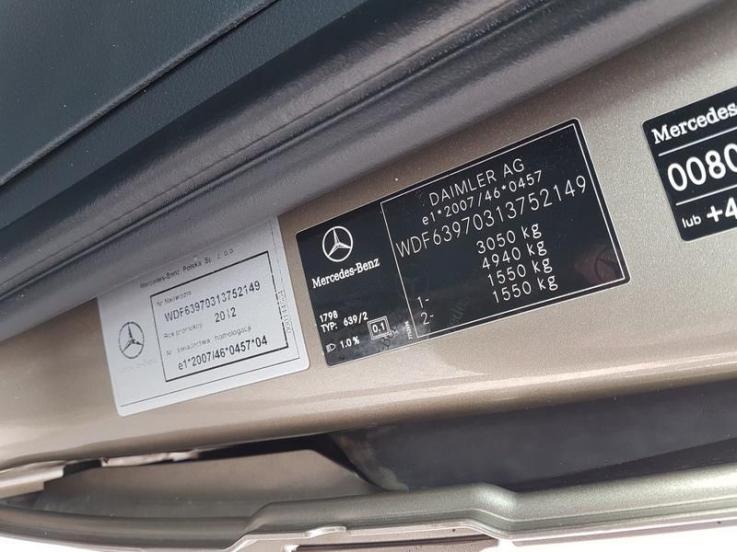 Mercedes-Benz Polska Sp. z o.o.
Nr Nadwozia
WDF63970313752149
Rok produkcji
2012
Nr świadectwa homologacji
e1*2007/46*0457*04
DAIMLER AG
e1*2007/46*0457
WDF63970313752149
3050 kg
4940 kg
1- 1550 kg
2- 1550 kg
Mercedes-Benz
1798
TYP: 639/2
1.0 % 0,1
Mercedes
0080
lub +4